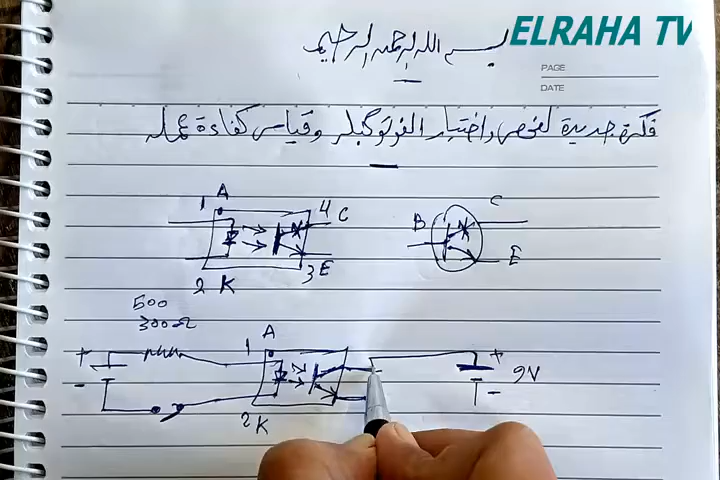 ELRAHA TV
بسم الله الرحمن الرحيم
PAGE
DATE
فكرة جديدة لفحص واختبار الفوتوكبلر وقياس كفاءة عمله
1 A 4 C
B C
E
2 K 3 E
500
300Ω
A
+ 1 +
- 9V
2 K -